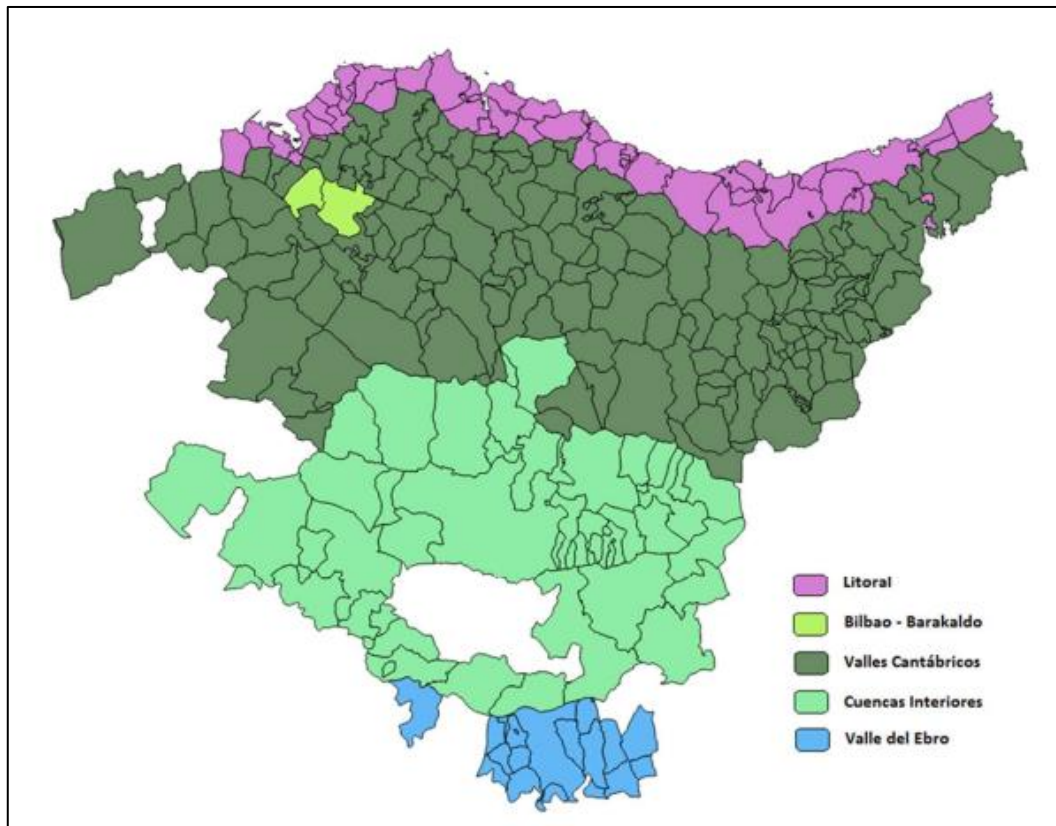 Litoral
Bilbao - Barakaldo
Valles Cantábricos
Cuencas Interiores
Valle del Ebro